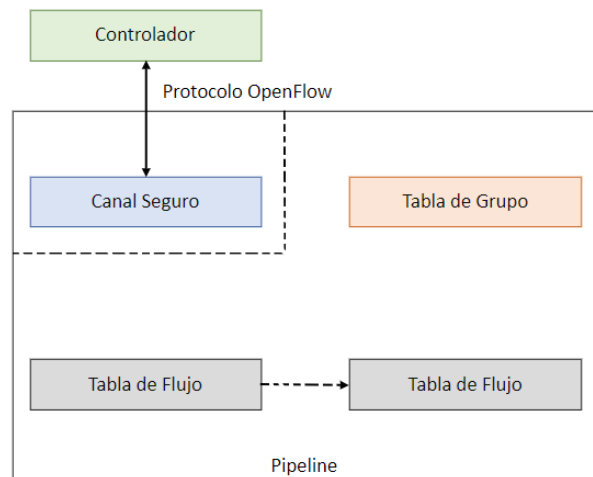 Controlador
Protocolo OpenFlow
Canal Seguro
Tabla de Grupo
Tabla de Flujo
Tabla de Flujo
Pipeline